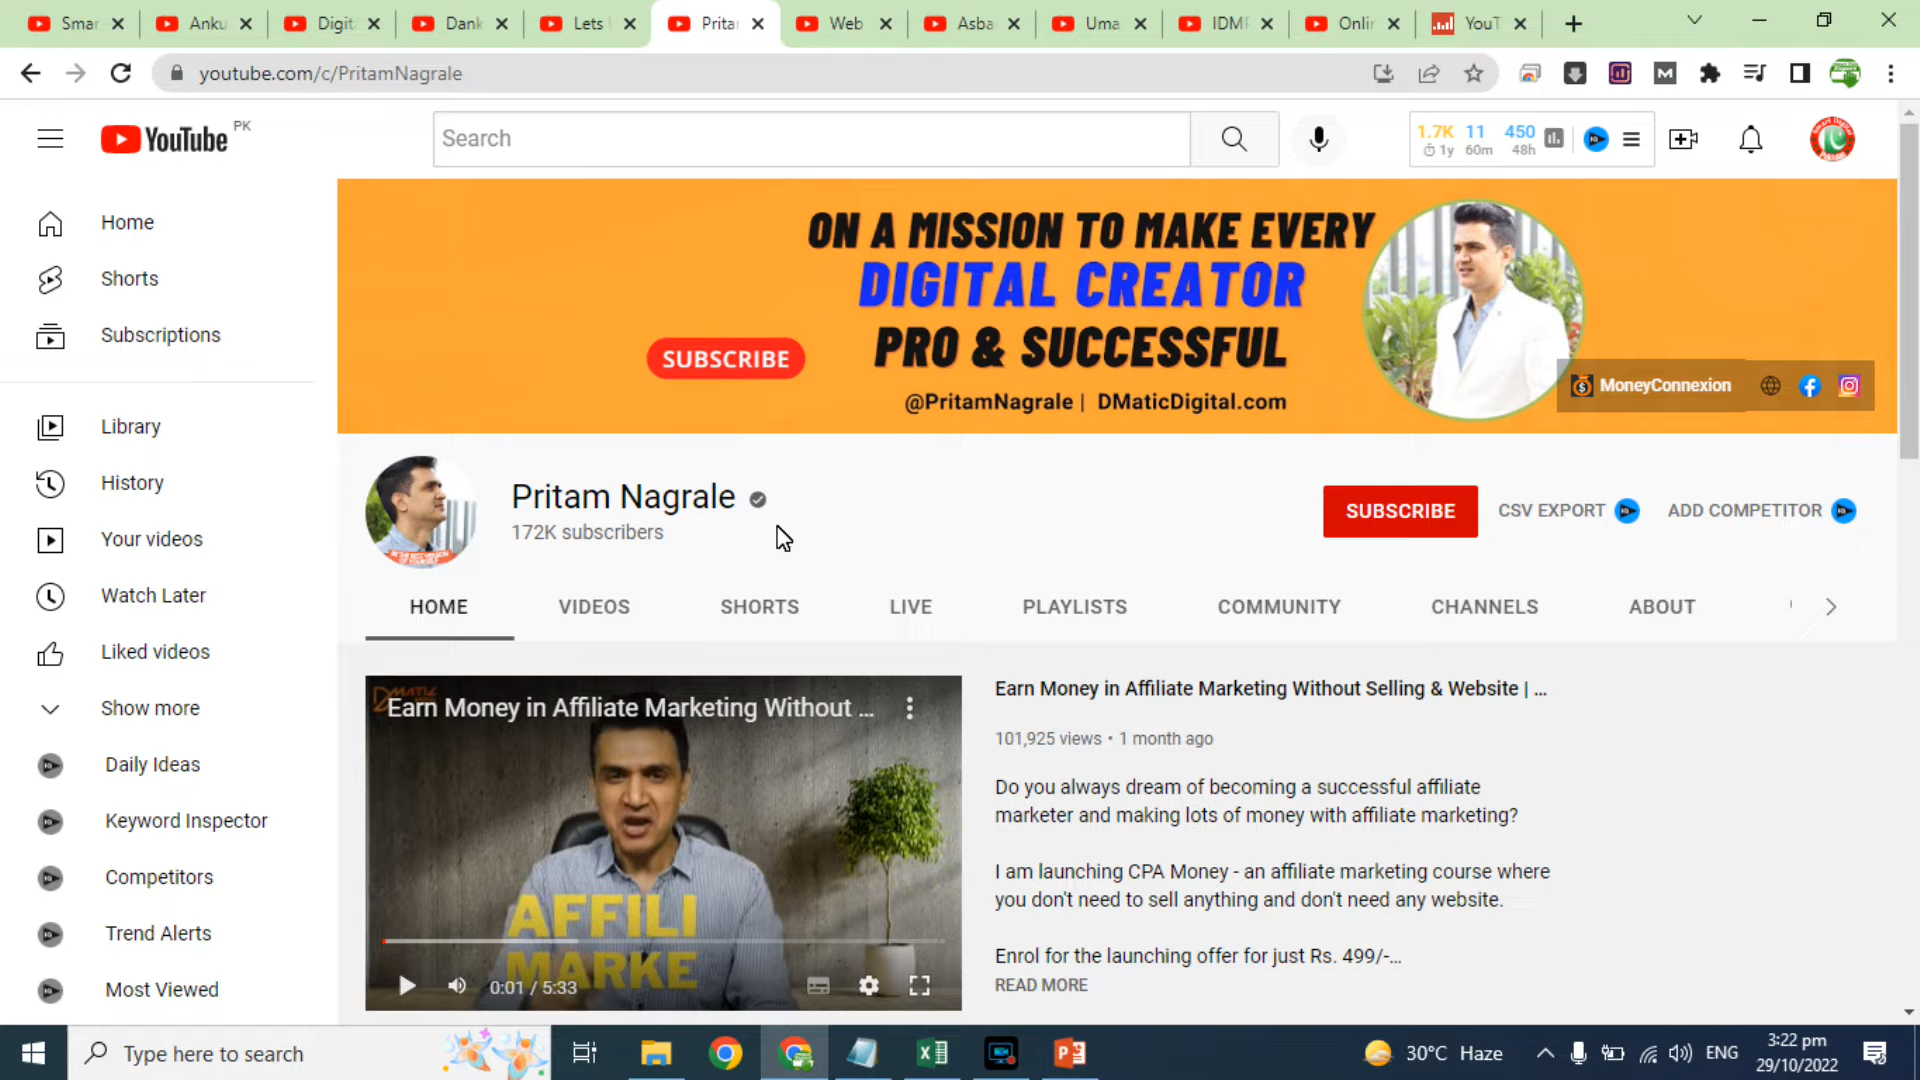 Smar
Anku
Digit
Dank
Lets
Prita
Web
Asba
Uma
IDM
Onli
YouT
youtube.com/c/PritamNagrale
YouTube PK
Search
1.7K 11 450
1y 60m 48h
Home
Shorts
Subscriptions
Library
History
Your videos
Watch Later
Liked videos
Show more
Daily Ideas
Keyword Inspector
Competitors
Trend Alerts
Most Viewed
ON A MISSION TO MAKE EVERY
DIGITAL CREATOR
PRO & SUCCESSFUL
SUBSCRIBE
@PritamNagrale | DMaticDigital.com
MoneyConnexion
Pritam Nagrale
172K subscribers
SUBSCRIBE
CSV EXPORT
ADD COMPETITOR
HOME
VIDEOS
SHORTS
LIVE
PLAYLISTS
COMMUNITY
CHANNELS
ABOUT
Earn Money in Affiliate Marketing Without ...
AFFILI
MARKE
0:01 / 5:33
Earn Money in Affiliate Marketing Without Selling & Website | ...
101,925 views • 1 month ago
Do you always dream of becoming a successful affiliate
marketer and making lots of money with affiliate marketing?
I am launching CPA Money - an affiliate marketing course where
you don't need to sell anything and don't need any website.
Enrol for the launching offer for just Rs. 499/-...
READ MORE
Type here to search
30°C Haze
ENG
3:22 pm
29/10/2022